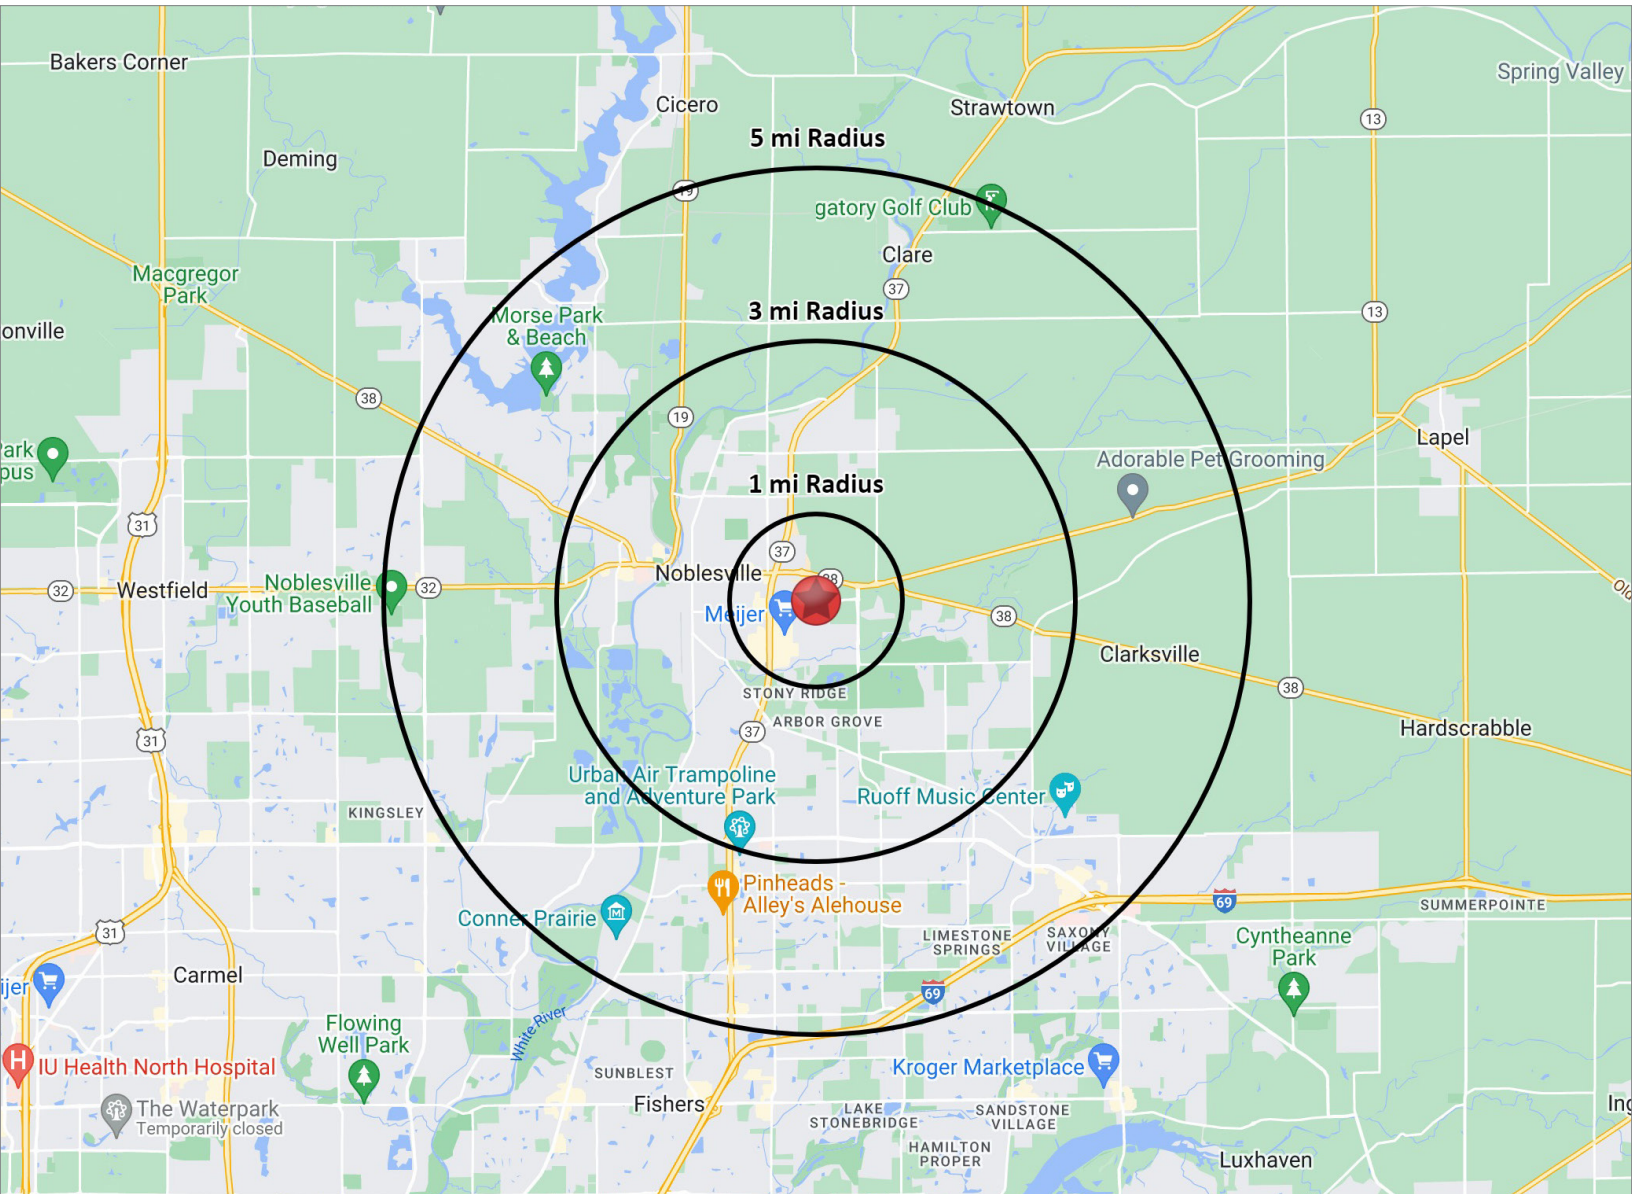 Bakers Corner
Spring Valley
Cicero
Strawtown
13
5 mi Radius
Deming
19
gatory Golf Club
Clare
Macgregor
Park
37
3 mi Radius
13
Morse Park
& Beach
onville
38
19
Lapel
ark
pus
Adorable Pet Grooming
1 mi Radius
31
37
Noblesville
Noblesville
Youth Baseball
32
Westfield
32
Meijer
38
Clarksville
38
STONY RIDGE
ARBOR GROVE
37
31
Hardscrabble
Urban Air Trampoline
and Adventure Park
Ruoff Music Center
KINGSLEY
Pinheads -
Alley's Alehouse
69
SUMMERPOINTE
Conner Prairie
31
LIMESTONE
SPRINGS
SAXONY
VILLAGE
Cyntheanne
Park
Carmel
ijer
69
Flowing
Well Park
White River
IU Health North Hospital
SUNBLEST
Kroger Marketplace
The Waterpark
Temporarily closed
Fishers
LAKE
STONEBRIDGE
SANDSTONE
VILLAGE
HAMILTON
PROPER
Luxhaven